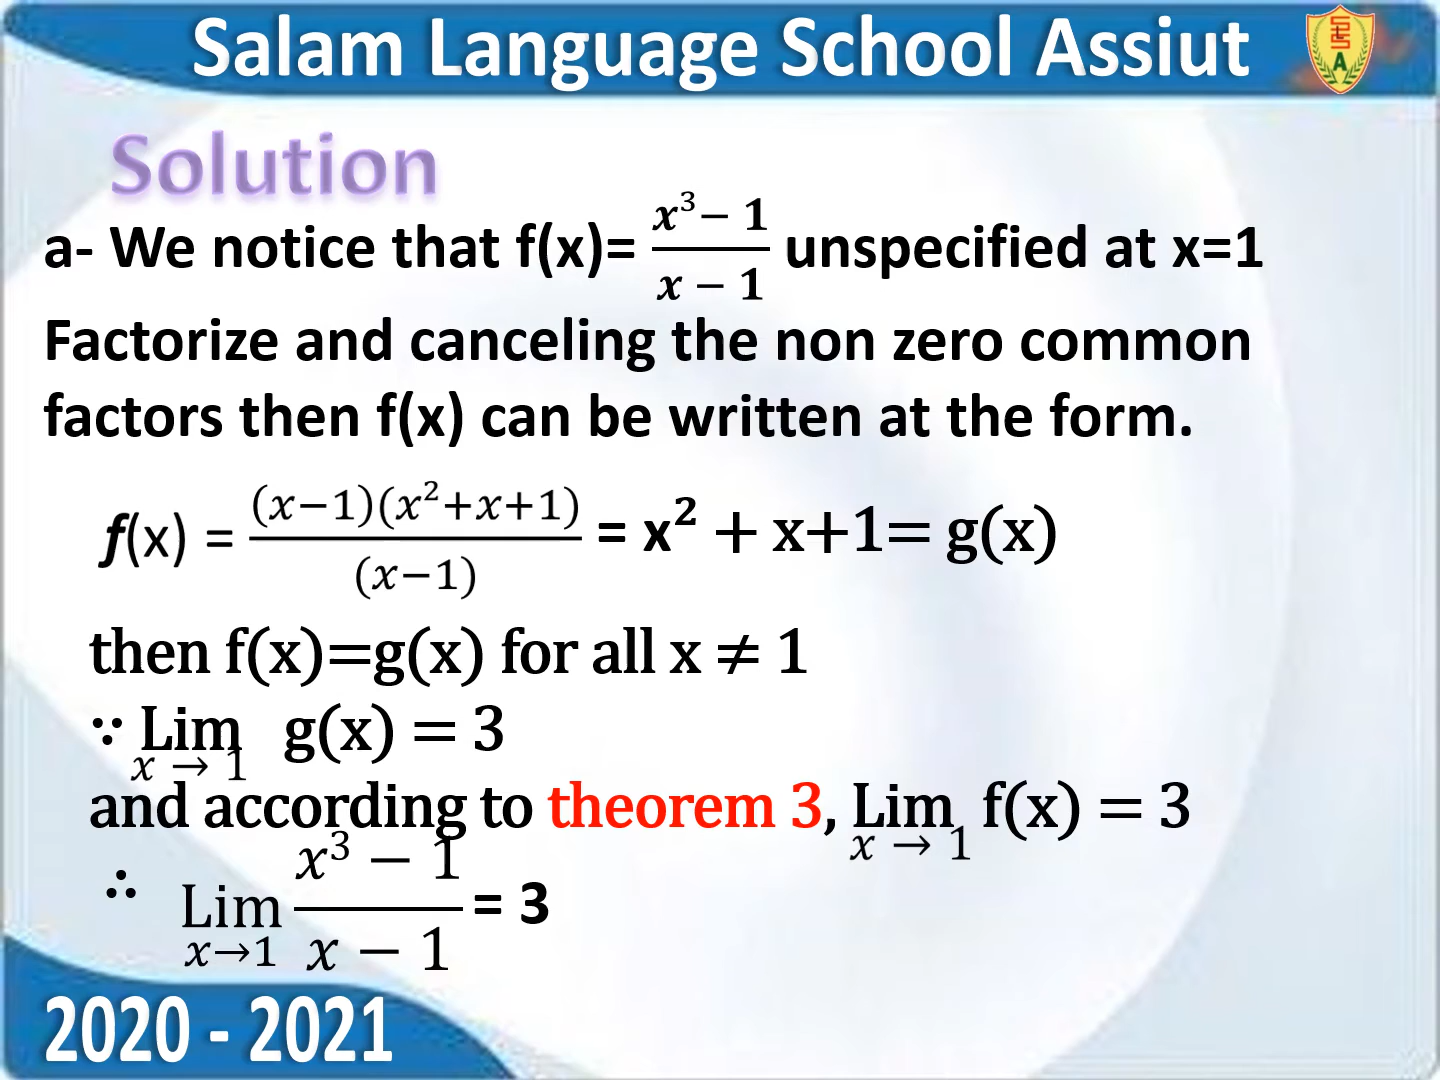 Salam Language School Assiut
Solution
a- We notice that f(x)= x³− 1 / x − 1 unspecified at x=1
Factorize and canceling the non zero common
factors then f(x) can be written at the form.
f(x) = (x−1)(x²+x+1) / (x−1) = x² + x+1= g(x)
then f(x)=g(x) for all x ≠ 1
∵ Lim x → 1 g(x) = 3
and according to theorem 3, Lim x → 1 f(x) = 3
∴ Lim x→1 x³ − 1 / x − 1 = 3
2020 - 2021